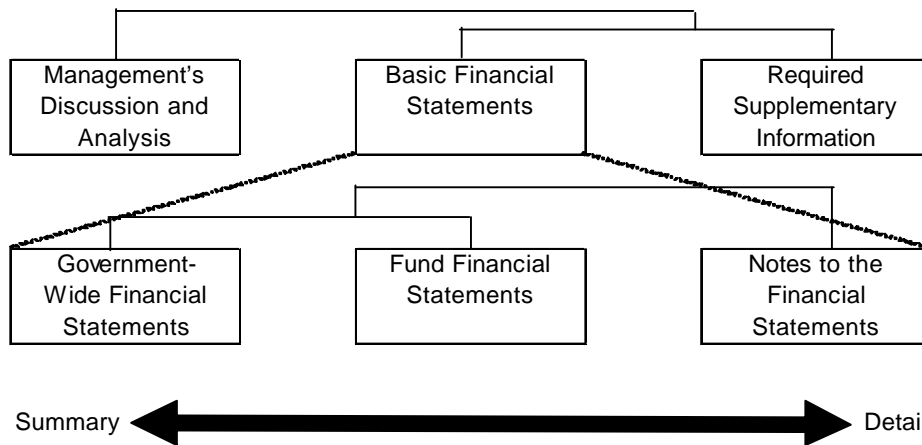 Management's
Discussion and
Analysis
Basic Financial
Statements
Required
Supplementary
Information
Government-
Wide Financial
Statements
Fund Financial
Statements
Notes to the
Financial
Statements
Summary
Detai